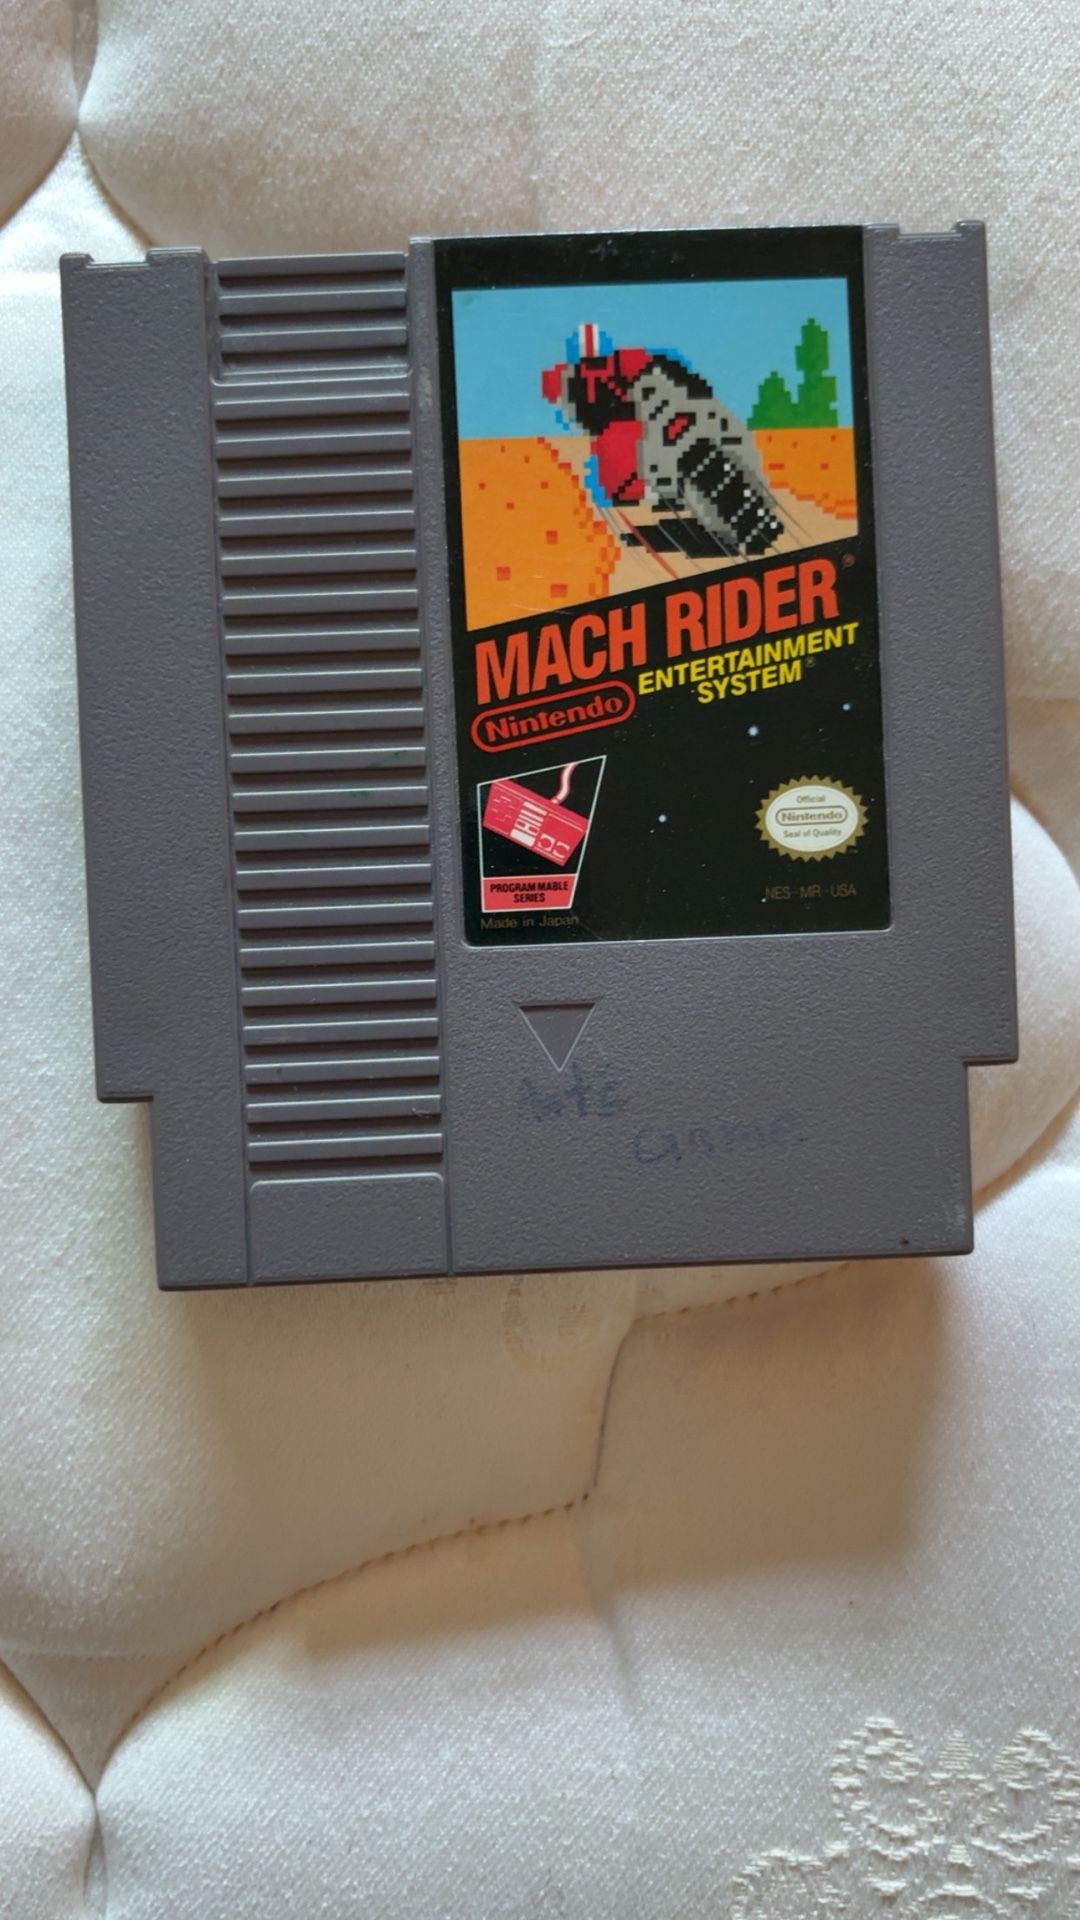 MACH RIDER®
ENTERTAINMENT
SYSTEM®
Nintendo
Official
Nintendo
Seal of Quality
PROGRAMMABLE
SERIES
NES-MR-USA
Made in Japan